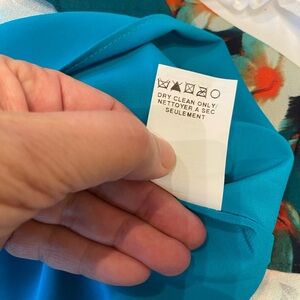 DRY CLEAN ONLY/
NETTOYER A SEC
SEULEMENT